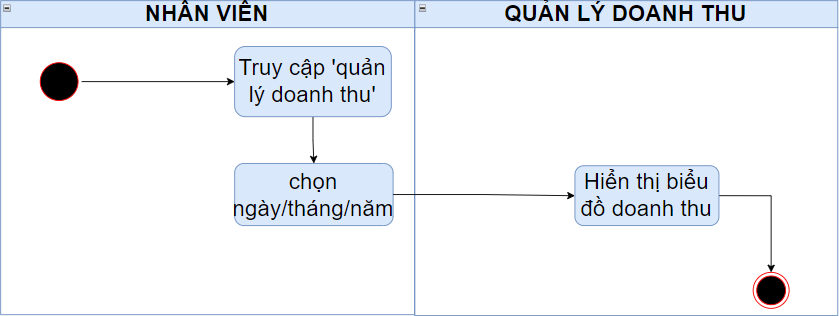 NHÂN VIÊN
QUẢN LÝ DOANH THU
Truy cập 'quản
lý doanh thu'
chọn
ngày/tháng/năm
Hiển thị biểu
đồ doanh thu